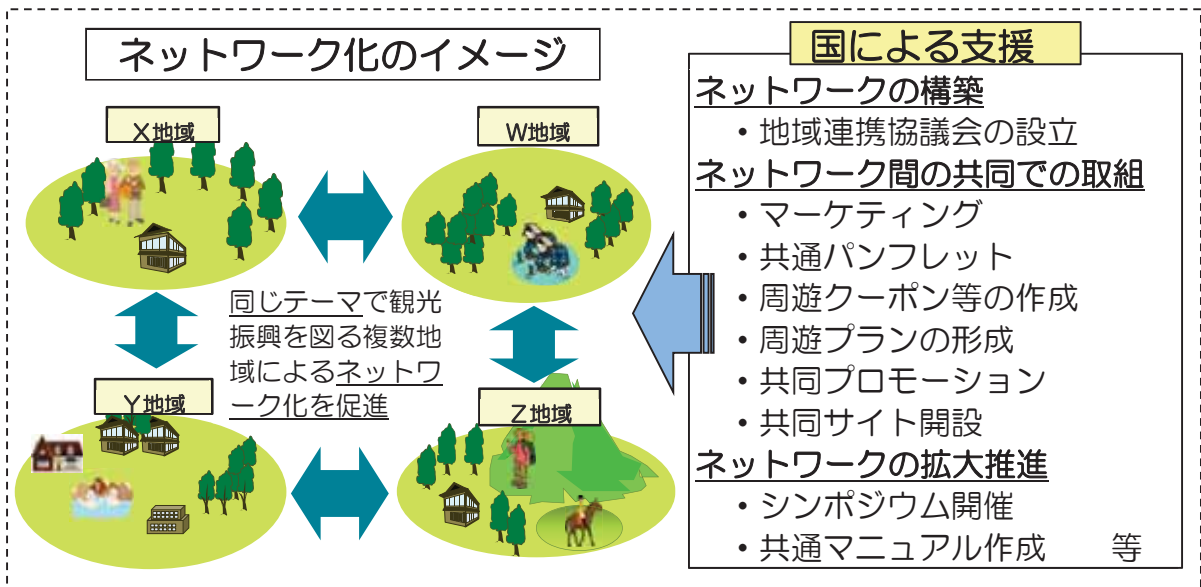 ネットワーク化のイメージ
X地域
W地域
同じテーマで観光
振興を図る複数地
域によるネットワ
ーク化を促進
Y地域
Z地域
国による支援
ネットワークの構築
・地域連携協議会の設立
ネットワーク間の共同での取組
・マーケティング
・共通パンフレット
・周遊クーポン等の作成
・周遊プランの形成
・共同プロモーション
・共同サイト開設
ネットワークの拡大推進
・シンポジウム開催
・共通マニュアル作成 等